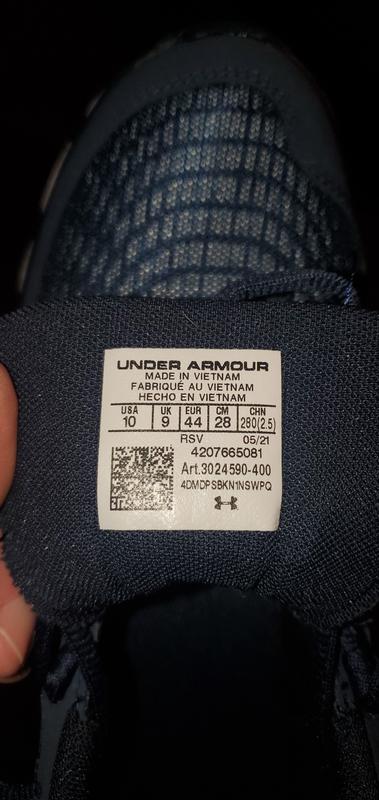 UNDER ARMOUR
MADE IN VIETNAM
FABRIQUÉ AU VIETNAM
HECHO EN VIETNAM
USA UK EUR CM CHN
10 9 44 28 280(2.5)
RSV 05/21
4207665081
Art.3024590-400
4DMDPSBKN1NSWPQ